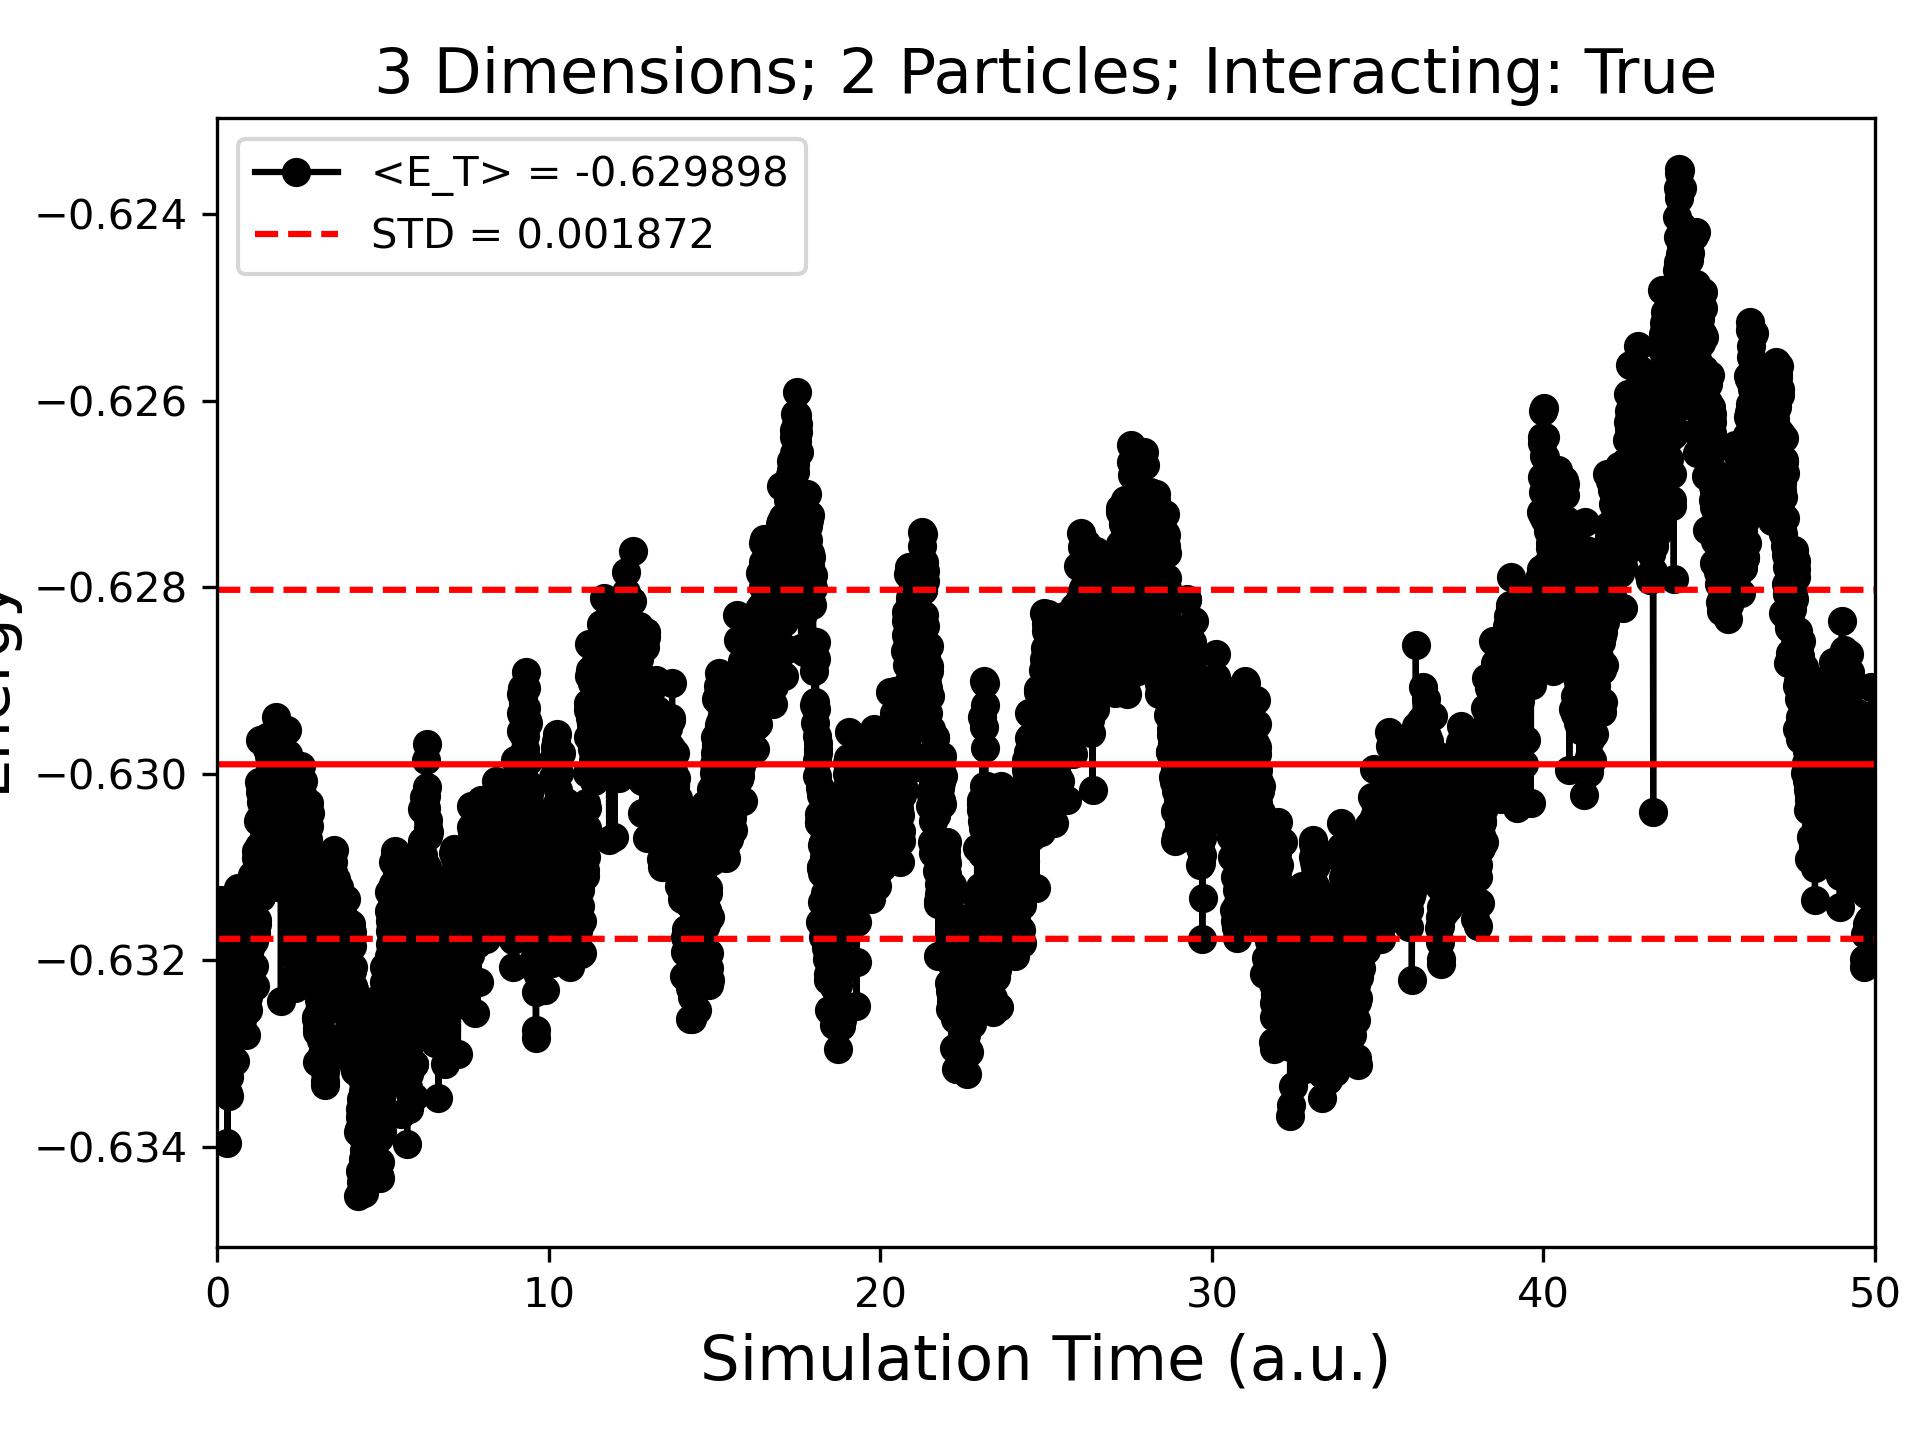 3 Dimensions; 2 Particles; Interacting: True
<E_T> = -0.629898
STD = 0.001872
−0.624
−0.626
−0.628
−0.630
−0.632
−0.634
Energy
0 10 20 30 40 50
Simulation Time (a.u.)